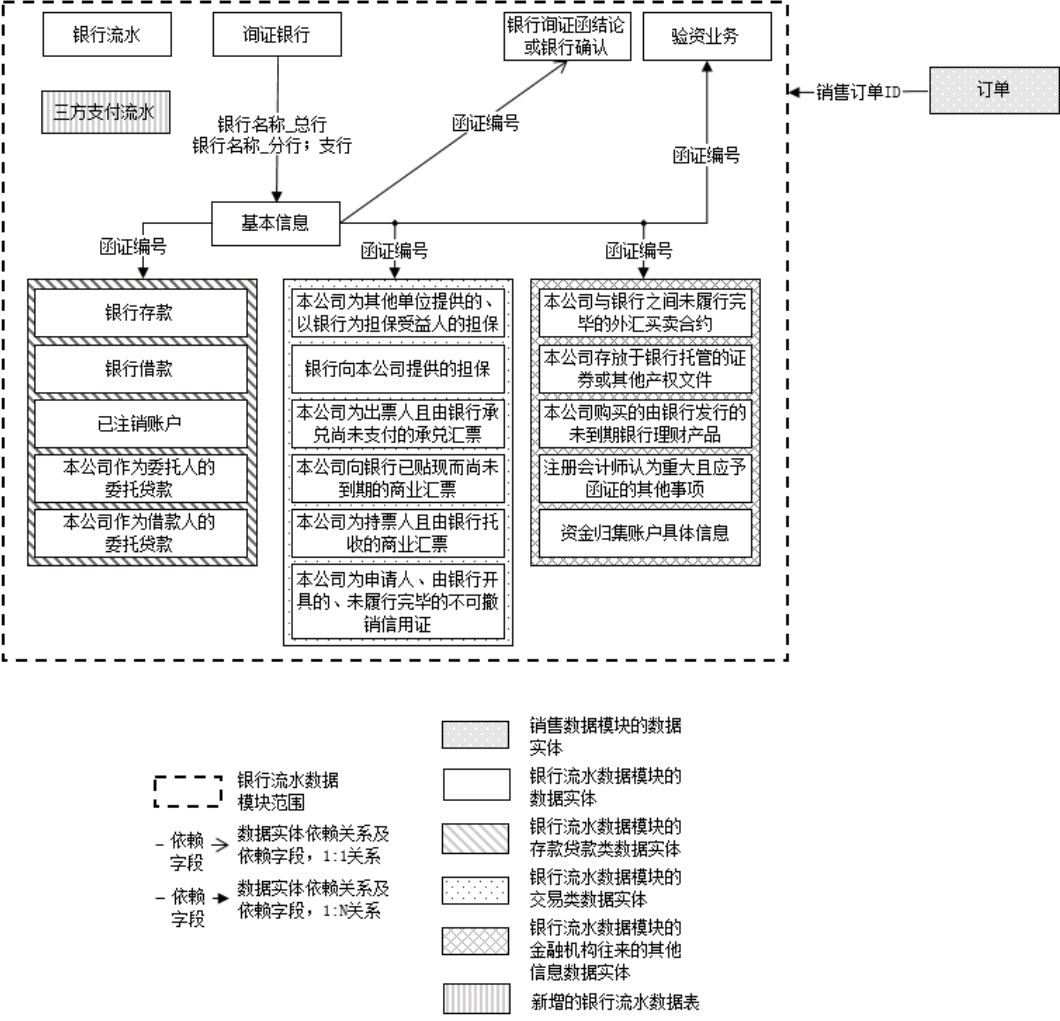 银行流水
询证银行
银行询证函结论
或银行确认
验资业务
订单
销售订单ID
三方支付流水
银行名称_总行
银行名称_分行；支行
函证编号
函证编号
基本信息
函证编号
函证编号
函证编号
银行存款
银行借款
已注销账户
本公司作为委托人的
委托贷款
本公司作为借款人的
委托贷款
本公司为其他单位提供的、
以银行为担保受益人的担保
银行向本公司提供的担保
本公司为出票人且由银行承
兑尚未支付的承兑汇票
本公司向银行已贴现而尚未
到期的商业汇票
本公司为持票人且由银行托
收的商业汇票
本公司为申请人、由银行开
具的、未履行完毕的不可撤
销信用证
本公司与银行之间未履行完
毕的外汇买卖合约
本公司存放于银行托管的证
券或其他产权文件
本公司购买的由银行发行的
未到期银行理财产品
注册会计师认为重大且应予
函证的其他事项
资金归集账户具体信息
银行流水数据
模块范围
依赖
字段
数据实体依赖关系及
依赖字段，1:1关系
依赖
字段
数据实体依赖关系及
依赖字段，1:N关系
销售数据模块的数据
实体
银行流水数据模块的
数据实体
银行流水数据模块的
存款贷款类数据实体
银行流水数据模块的
交易类数据实体
银行流水数据模块的
金融机构往来的其他
信息数据实体
新增的银行流水数据表